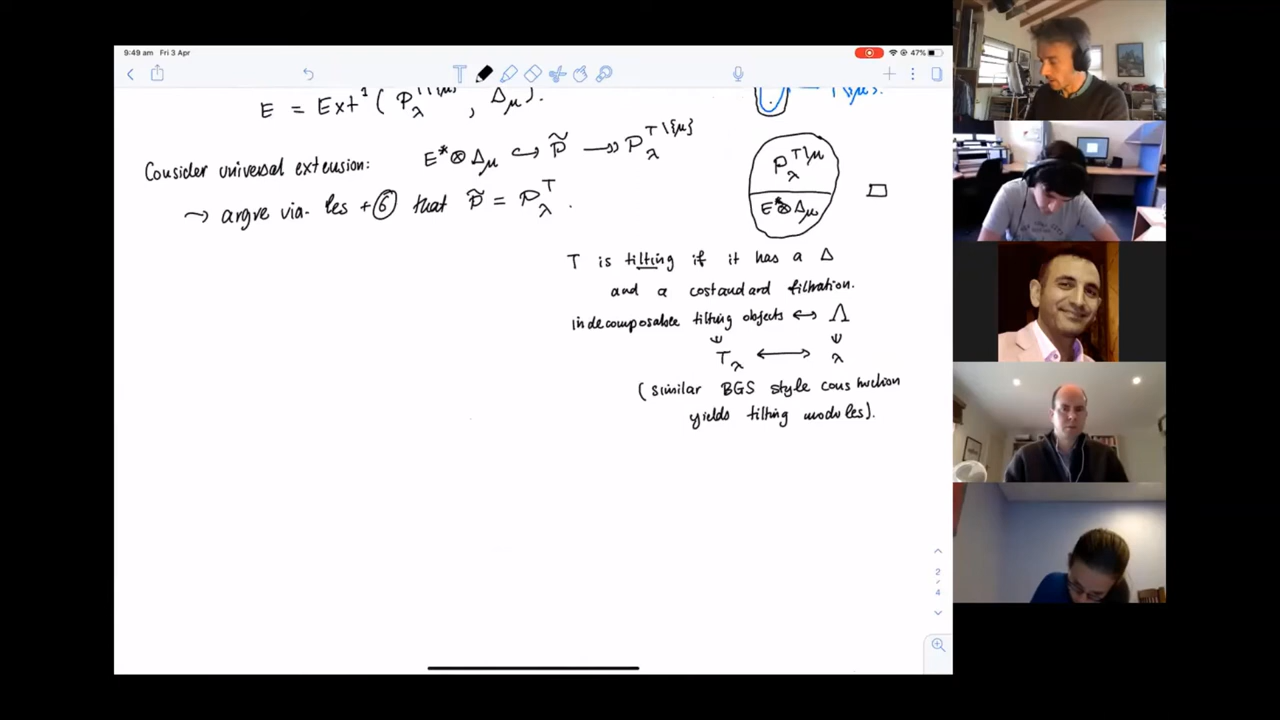 9:49 am Fri 3 Apr
47%
E = Ext¹( P_λ^{T\{μ}} , Δ_μ ).
T\{μ}.
Consider universal extension: E* ⊗ Δ_μ ↪ P̃ ↠ P_λ^{T\{μ}}
⇝ argue via les + ⑥ that P̃ = P_λ^T .
P_λ^{T\μ}
E* ⊗ Δ_μ
□
T is tilting if it has a Δ
and a costandard filtration.
indecomposable tilting objects ↔ Λ
T_λ ⟷ λ
(similar BGS style construction
yields tilting modules).
2
/
4